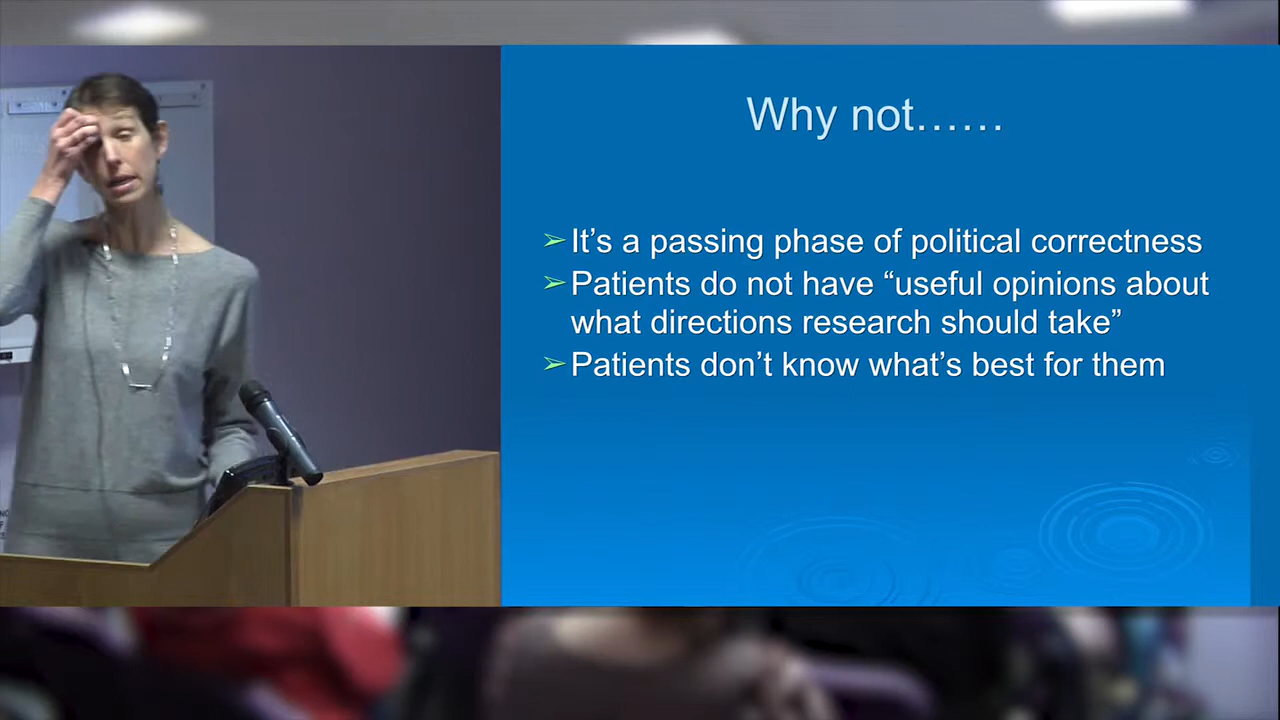 Why not……
➢ It’s a passing phase of political correctness
➢ Patients do not have “useful opinions about
what directions research should take”
➢ Patients don’t know what’s best for them